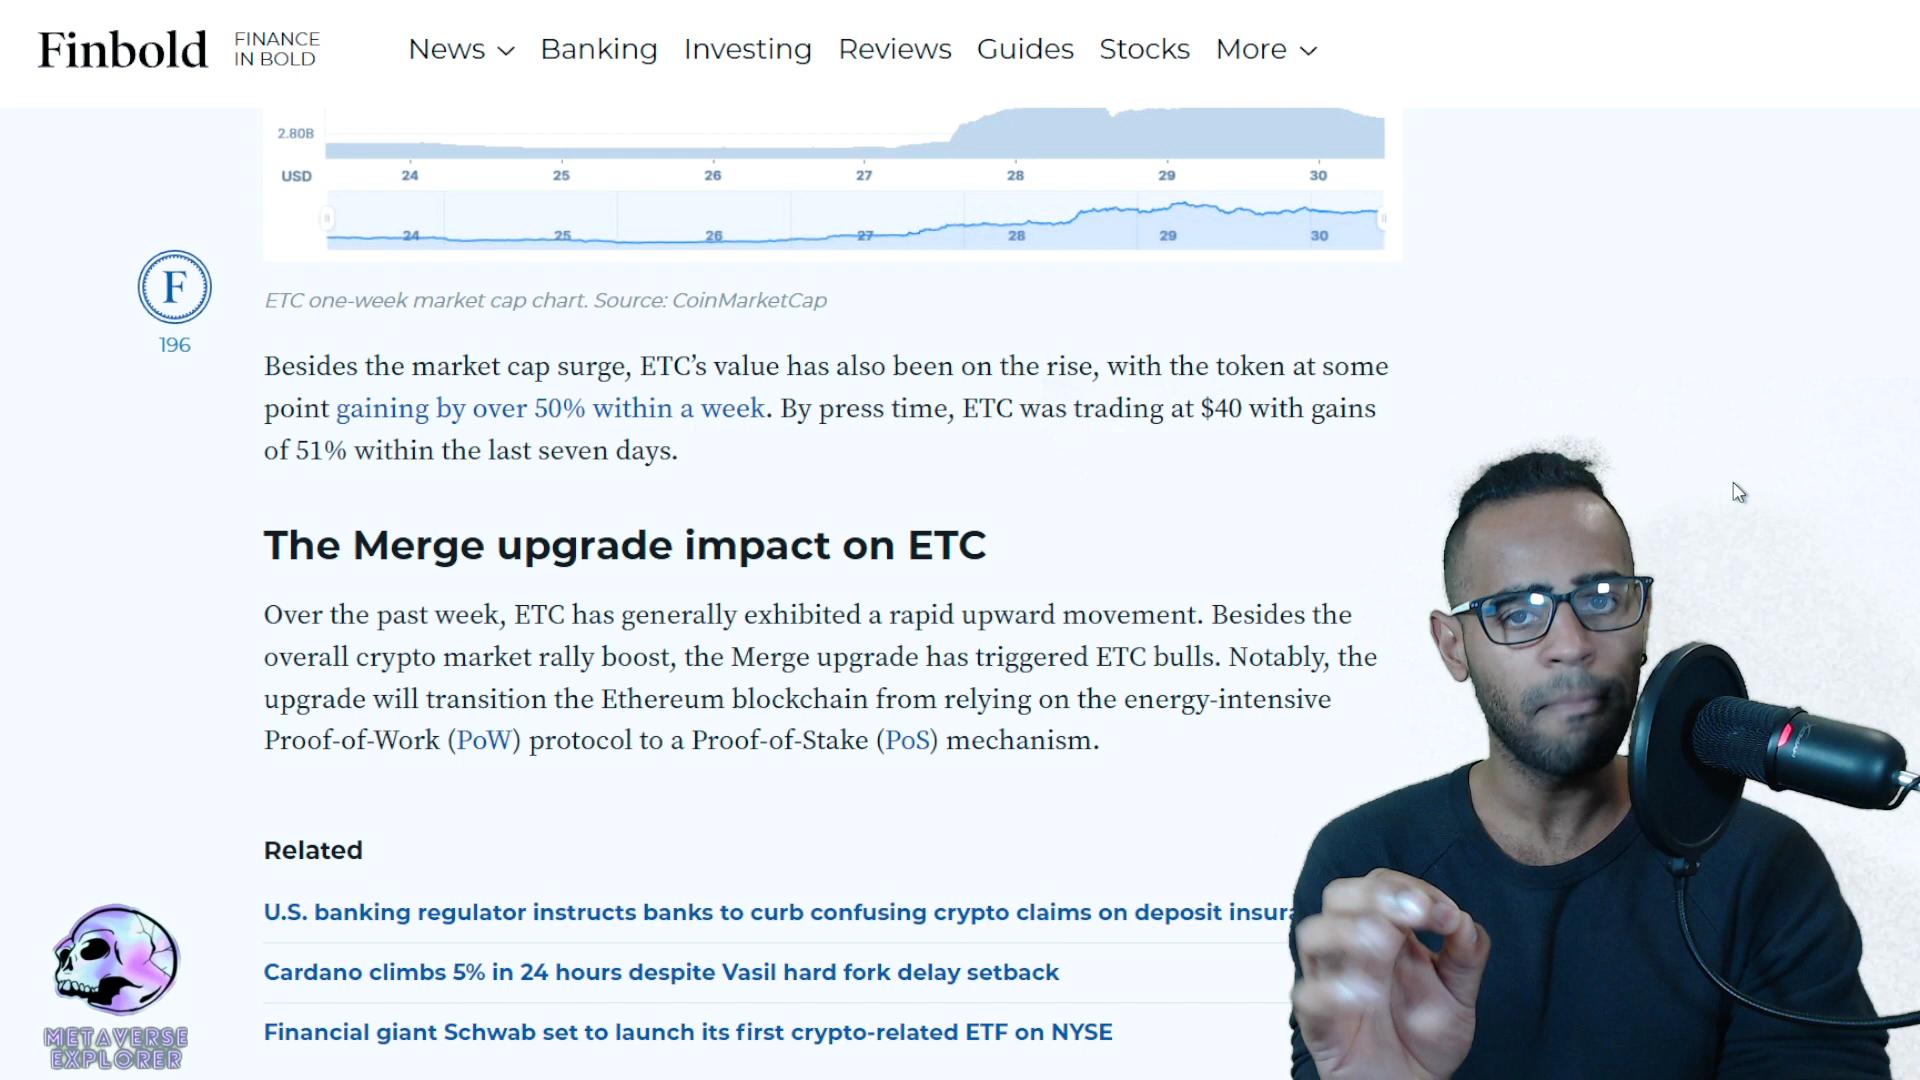 Finbold FINANCE IN BOLD News Banking Investing Reviews Guides Stocks More
2.80B
USD 24 25 26 27 28 29 30
24 25 26 27 28 29 30
F
196
ETC one-week market cap chart. Source: CoinMarketCap
Besides the market cap surge, ETC’s value has also been on the rise, with the token at some
point gaining by over 50% within a week. By press time, ETC was trading at $40 with gains
of 51% within the last seven days.
The Merge upgrade impact on ETC
Over the past week, ETC has generally exhibited a rapid upward movement. Besides the
overall crypto market rally boost, the Merge upgrade has triggered ETC bulls. Notably, the
upgrade will transition the Ethereum blockchain from relying on the energy-intensive
Proof-of-Work (PoW) protocol to a Proof-of-Stake (PoS) mechanism.
Related
U.S. banking regulator instructs banks to curb confusing crypto claims on deposit
Cardano climbs 5% in 24 hours despite Vasil hard fork delay setback
Financial giant Schwab set to launch its first crypto-related ETF on NYSE
METAVERSE
EXPLORER
HYPERX